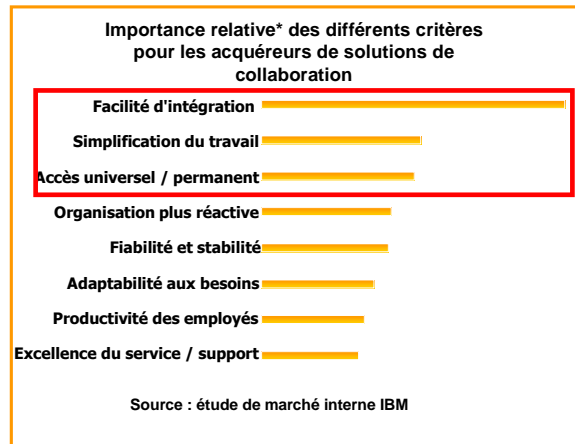 Importance relative* des différents critères
pour les acquéreurs de solutions de
collaboration
Facilité d'intégration
Simplification du travail
Accès universel / permanent
Organisation plus réactive
Fiabilité et stabilité
Adaptabilité aux besoins
Productivité des employés
Excellence du service / support
Source : étude de marché interne IBM